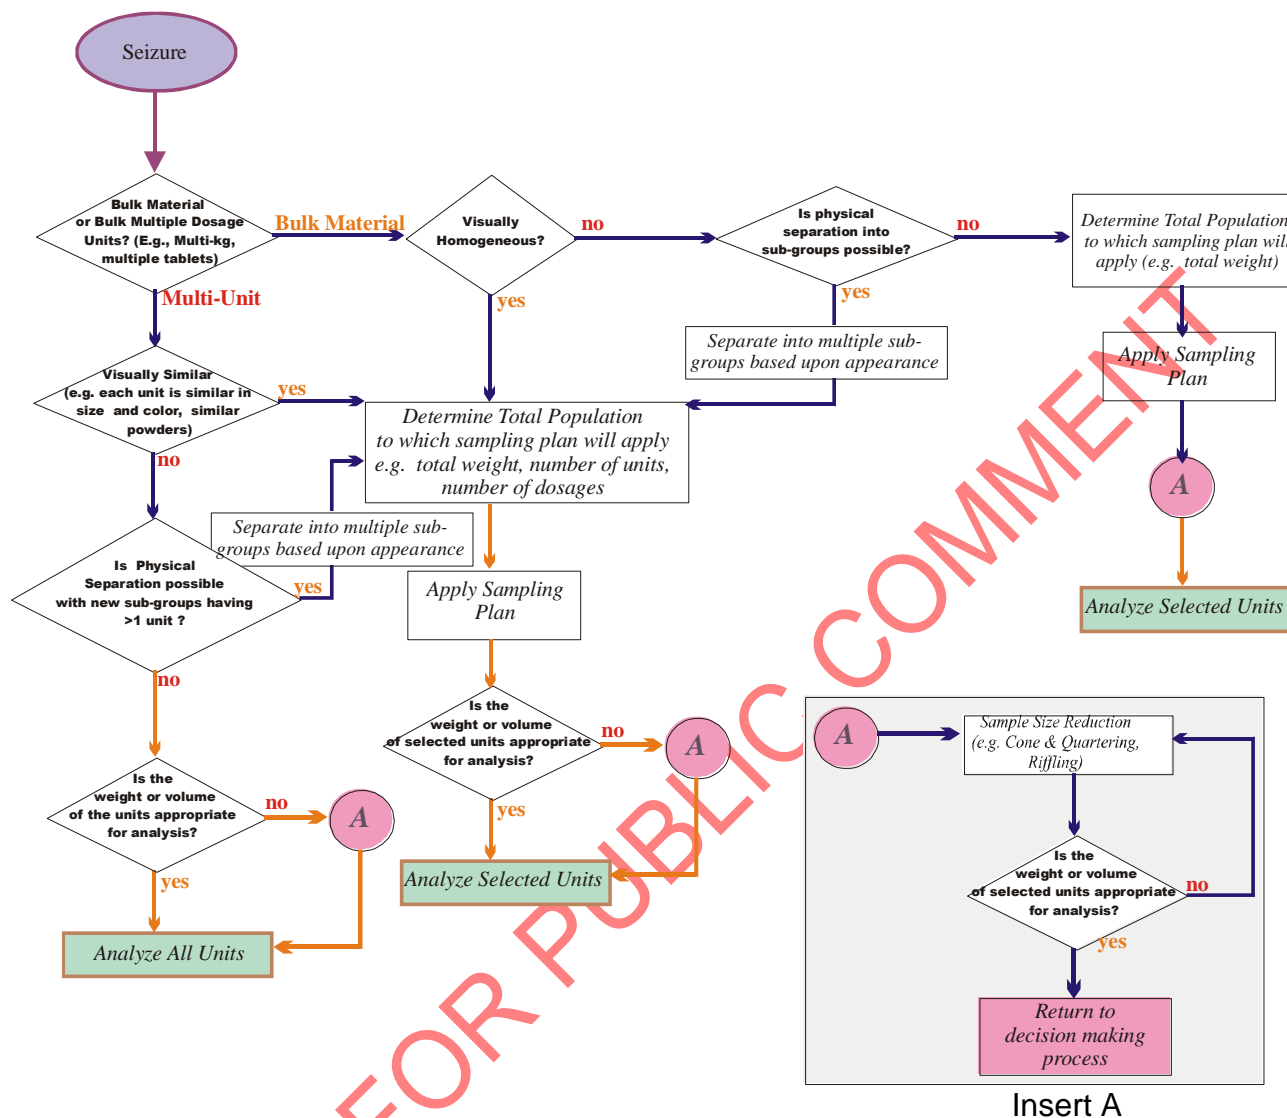 Seizure
Bulk Material
or Bulk Multiple Dosage
Units? (E.g., Multi-kg,
multiple tablets)
Bulk Material
Visually
Homogeneous?
no
Is physical
separation into
sub-groups possible?
no
Determine Total Population
to which sampling plan will
apply (e.g. total weight)
Multi-Unit
yes
yes
Separate into multiple sub-
groups based upon appearance
Apply Sampling
Plan
Visually Similar
(e.g. each unit is similar in
size and color, similar
powders)
yes
Determine Total Population
to which sampling plan will apply
e.g. total weight, number of units,
number of dosages
no
A
Separate into multiple sub-
groups based upon appearance
Is Physical
Separation possible
with new sub-groups having
>1 unit ?
yes
Apply Sampling
Plan
Analyze Selected Units
no
Is the
weight or volume
of selected units appropriate
for analysis?
no
A
yes
Is the
weight or volume
of the units appropriate
for analysis?
no
A
yes
Analyze Selected Units
Analyze All Units
A
Sample Size Reduction
(e.g. Cone & Quartering,
Riffling)
Is the
weight or volume
of selected units appropriate
for analysis?
no
yes
Return to
decision making
process
Insert A
FOR PUBLIC COMMENT